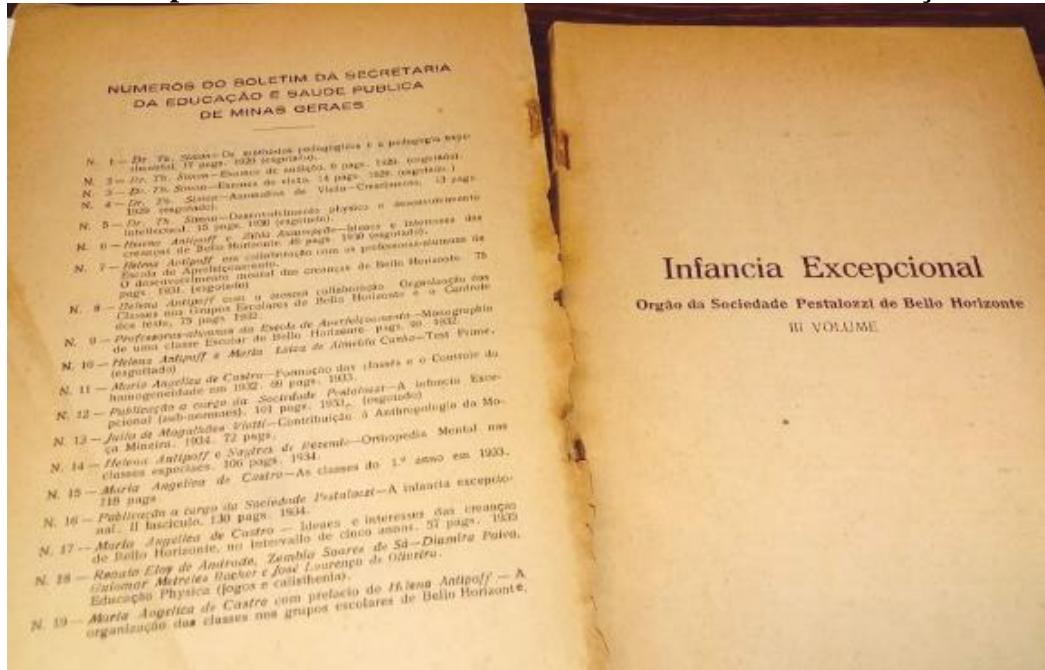 NUMEROS DO BOLETIM DA SECRETARIA
DA EDUCAÇÃO E SAUDE PUBLICA
DE MINAS GERAES
N. 1 — Dr. Th. Simon—Os methodos pedagogicos e a pedagogia expe-
rimental, 17 pags. 1929 (esgotado).
N. 2 — Dr. Th. Simon—Exames de audição, 6 pags. 1929. (esgotado).
N. 3 — Dr. Th. Simon—Exames de vista, 14 pags. 1929. (esgotado.)
N. 4 — Dr. Th. Simon—Anomalias de Visão—Crescimento, 13 pags.
1929 (esgotado).
N. 5 — Dr. Th. Simon—Desenvolvimento physico e desenvolvimento
intellectual. 15 pags. 1930 (esgotado).
N. 6 — Helena Antipoff e Zilda Assumpção—Ideaes e interesses das
creanças de Bello Horizonte. 46 pags. 1930 (esgotado).
N. 7 — Helena Antipoff em collaboração com as professoras-alumnas da
Escola de Aperfeiçoamento.
O desenvolvimento mental das creanças de Bello Horizonte. 75
pags. 1931. (esgotado)
N. 8 — Helena Antipoff com a mesma collaboração. Organização das
Classes nos Grupos Escolares de Bello Horizonte e o Controle
dos tests, 75 pags. 1932.
N. 9 — Professoras-alumnas da Escola de Aperfeiçoamento—Monographia
de uma classe Escolar de Bello Horizonte. pags. 90. 1932.
N. 10 — Helena Antipoff e Maria Luiza de Almeida Cunha—Test Prime,
(esgottado)
N. 11 — Maria Angelica de Castro—Formação das classes e o Controle da
homogeneidade em 1932. 69 pags. 1933.
N. 12 — Publicação a cargo da Sociedade Pestalozzi—A infancia Exce-
pcional (sub-normaes). 101 pags. 1933,. (esgotado)
N. 13 — Julia de Magalhães Viotti—Contribuição á Anthropologia da Mo-
ça Mineira. 1934. 72 pags.
N. 14 — Helena Antipoff e Naytres de Rezende—Orthopedia Mental nas
classes especiaes. 106 pags. 1934.
N. 15 — Maria Angelica de Castro—As classes do 1.º anno em 1933.
118 pags
N. 16 — Publicação a cargo da Sociedade Pestalozzi—A infancia excepcio-
nal. II fasciculo. 130 pags. 1934.
N. 17 — Maria Angelica de Castro — Ideaes e interesses das creanças
de Bello Horizonte, no intervallo de cinco annos. 57 pags. 1935
N. 18 — Renato Eloy de Andrade, Zembla Soares de Sá—Diumira Paiva,
Guiomar Meirelles Becker e José Lourenço de Oliveira.
Educação Physica (jogos e calisthenia).
N. 19 — Maria Angelica de Castro com prefacio de Helena Antipoff — A
organização das classes nos grupos escolares de Bello Horizonte,
Infancia Excepcional
Orgão da Sociedade Pestalozzi de Bello Horizonte
III VOLUME